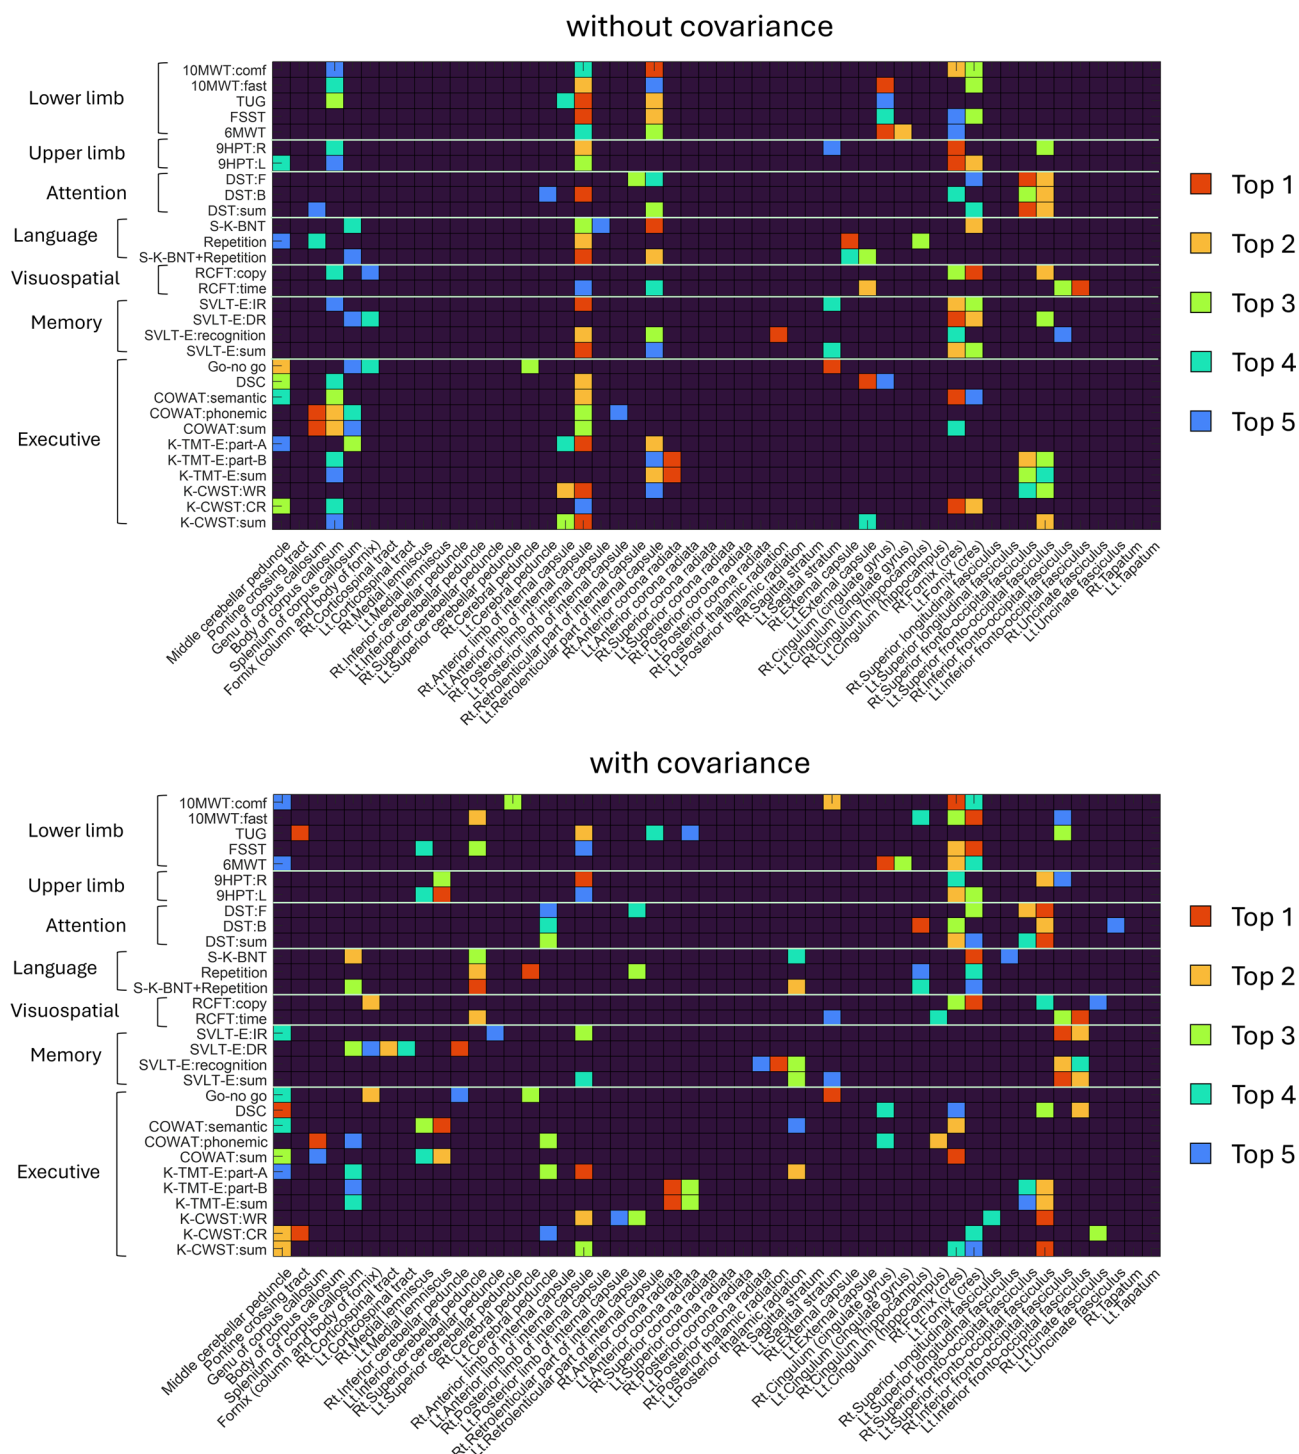 without covariance
Lower limb
10MWT:comf
10MWT:fast
TUG
FSST
6MWT
Upper limb
9HPT:R
9HPT:L
Attention
DST:F
DST:B
DST:sum
Language
S-K-BNT
Repetition
S-K-BNT+Repetition
Visuospatial
RCFT:copy
RCFT:time
Memory
SVLT-E:IR
SVLT-E:DR
SVLT-E:recognition
SVLT-E:sum
Executive
Go-no go
DSC
COWAT:semantic
COWAT:phonemic
COWAT:sum
K-TMT-E:part-A
K-TMT-E:part-B
K-TMT-E:sum
K-CWST:WR
K-CWST:CR
K-CWST:sum
Top 1
Top 2
Top 3
Top 4
Top 5
Middle cerebellar peduncle
Pontine crossing tract
Genu of corpus callosum
Body of corpus callosum
Splenium of corpus callosum
Fornix (column and body of fornix)
Rt.Corticospinal tract
Lt.Corticospinal tract
Rt.Medial lemniscus
Lt.Medial lemniscus
Rt.Inferior cerebellar peduncle
Lt.Inferior cerebellar peduncle
Rt.Superior cerebellar peduncle
Lt.Superior cerebellar peduncle
Rt.Cerebral peduncle
Lt.Cerebral peduncle
Rt.Anterior limb of internal capsule
Lt.Anterior limb of internal capsule
Rt.Posterior limb of internal capsule
Lt.Posterior limb of internal capsule
Rt.Retrolenticular part of internal capsule
Lt.Retrolenticular part of internal capsule
Rt.Anterior corona radiata
Lt.Anterior corona radiata
Rt.Superior corona radiata
Lt.Superior corona radiata
Rt.Posterior corona radiata
Lt.Posterior corona radiata
Rt.Posterior thalamic radiation
Lt.Posterior thalamic radiation
Rt.Sagittal stratum
Lt.Sagittal stratum
Rt.External capsule
Lt.External capsule
Rt.Cingulum (cingulate gyrus)
Lt.Cingulum (cingulate gyrus)
Rt.Cingulum (hippocampus)
Lt.Cingulum (hippocampus)
Rt.Fornix (cres)
Lt.Fornix (cres)
Rt.Superior longitudinal fasciculus
Lt.Superior longitudinal fasciculus
Rt.Superior fronto-occipital fasciculus
Lt.Superior fronto-occipital fasciculus
Rt.Inferior fronto-occipital fasciculus
Lt.Inferior fronto-occipital fasciculus
Rt.Uncinate fasciculus
Lt.Uncinate fasciculus
Rt.Tapatum
Lt.Tapatum
with covariance
Lower limb
10MWT:comf
10MWT:fast
TUG
FSST
6MWT
Upper limb
9HPT:R
9HPT:L
Attention
DST:F
DST:B
DST:sum
Language
S-K-BNT
Repetition
S-K-BNT+Repetition
Visuospatial
RCFT:copy
RCFT:time
Memory
SVLT-E:IR
SVLT-E:DR
SVLT-E:recognition
SVLT-E:sum
Executive
Go-no go
DSC
COWAT:semantic
COWAT:phonemic
COWAT:sum
K-TMT-E:part-A
K-TMT-E:part-B
K-TMT-E:sum
K-CWST:WR
K-CWST:CR
K-CWST:sum
Top 1
Top 2
Top 3
Top 4
Top 5
Middle cerebellar peduncle
Pontine crossing tract
Genu of corpus callosum
Body of corpus callosum
Splenium of corpus callosum
Fornix (column and body of fornix)
Rt.Corticospinal tract
Lt.Corticospinal tract
Rt.Medial lemniscus
Lt.Medial lemniscus
Rt.Inferior cerebellar peduncle
Lt.Inferior cerebellar peduncle
Rt.Superior cerebellar peduncle
Lt.Superior cerebellar peduncle
Rt.Cerebral peduncle
Lt.Cerebral peduncle
Rt.Anterior limb of internal capsule
Lt.Anterior limb of internal capsule
Rt.Posterior limb of internal capsule
Lt.Posterior limb of internal capsule
Rt.Retrolenticular part of internal capsule
Lt.Retrolenticular part of internal capsule
Rt.Anterior corona radiata
Lt.Anterior corona radiata
Rt.Superior corona radiata
Lt.Superior corona radiata
Rt.Posterior corona radiata
Lt.Posterior corona radiata
Rt.Posterior thalamic radiation
Lt.Posterior thalamic radiation
Rt.Sagittal stratum
Lt.Sagittal stratum
Rt.External capsule
Lt.External capsule
Rt.Cingulum (cingulate gyrus)
Lt.Cingulum (cingulate gyrus)
Rt.Cingulum (hippocampus)
Lt.Cingulum (hippocampus)
Rt.Fornix (cres)
Lt.Fornix (cres)
Rt.Superior longitudinal fasciculus
Lt.Superior longitudinal fasciculus
Rt.Superior fronto-occipital fasciculus
Lt.Superior fronto-occipital fasciculus
Rt.Inferior fronto-occipital fasciculus
Lt.Inferior fronto-occipital fasciculus
Rt.Uncinate fasciculus
Lt.Uncinate fasciculus
Rt.Tapatum
Lt.Tapatum